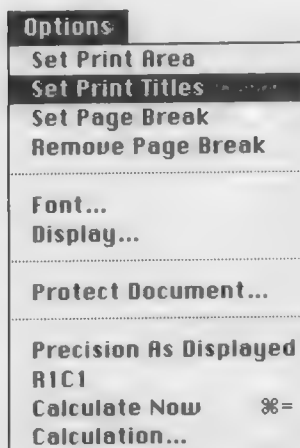 Options
Set Print Area
Set Print Titles
Set Page Break
Remove Page Break
Font...
Display...
Protect Document...
Precision As Displayed
R1C1
Calculate Now ⌘=
Calculation...